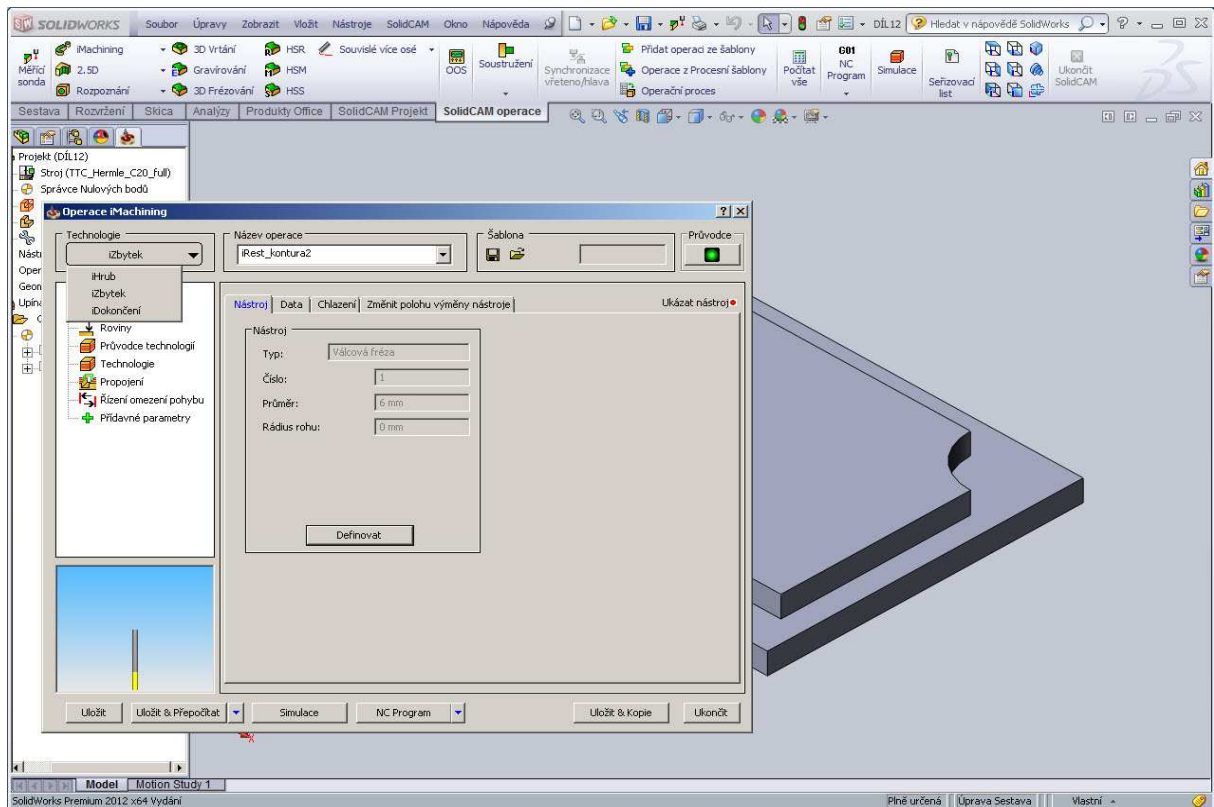 SOLIDWORKS Soubor Úpravy Zobrazit Vložit Nástroje SolidCAM Okno Nápověda DÍL12 Hledat v nápovědě SolidWorks
Měřící sonda
iMachining
2.5D
Rozpoznání
3D Vrtání
Gravírování
3D Frézování
HSR
HSM
HSS
Souvislé více osé
OOS
Soustružení
Synchronizace vřeteno/hlava
Přidat operaci ze šablony
Operace z Procesní šablony
Operační proces
Počítat vše
G01
NC Program
Simulace
Seřizovací list
Ukončit SolidCAM
Sestava Rozvržení Skica Analýzy Produkty Office SolidCAM Projekt SolidCAM operace
Projekt (DÍL12)
Stroj (TTC_Hermle_C20_full)
Správce Nulových bodů
Nást
Oper
Geon
Upína
Operace iMachining
Technologie
iZbytek
Název operace
iRest_kontura2
Šablona
Průvodce
iHrub
iZbytek
iDokončení
Roviny
Průvodce technologií
Technologie
Propojení
Řízení omezení pohybu
Přídavné parametry
Nástroj Data Chlazení Změnit polohu výměny nástroje Ukázat nástroj
Nástroj
Typ: Válcová fréza
Číslo: 1
Průměr: 6 mm
Rádius rohu: 0 mm
Definovat
Uložit Uložit & Přepočítat Simulace NC Program Uložit & Kopie Ukončit
Model Motion Study 1
SolidWorks Premium 2012 x64 Vydání Plně určená Úprava Sestava Vlastní